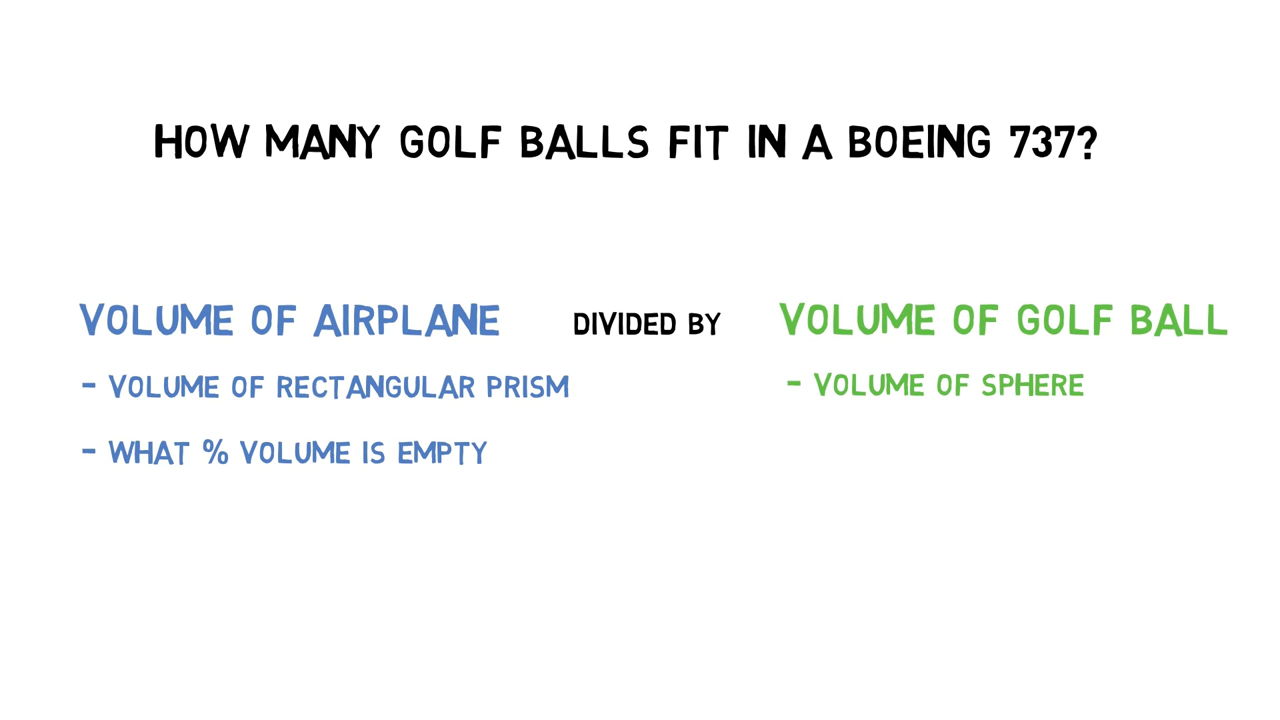 HOW MANY GOLF BALLS FIT IN A BOEING 737?
VOLUME OF AIRPLANE DIVIDED BY VOLUME OF GOLF BALL
- VOLUME OF RECTANGULAR PRISM - VOLUME OF SPHERE
- WHAT % VOLUME IS EMPTY